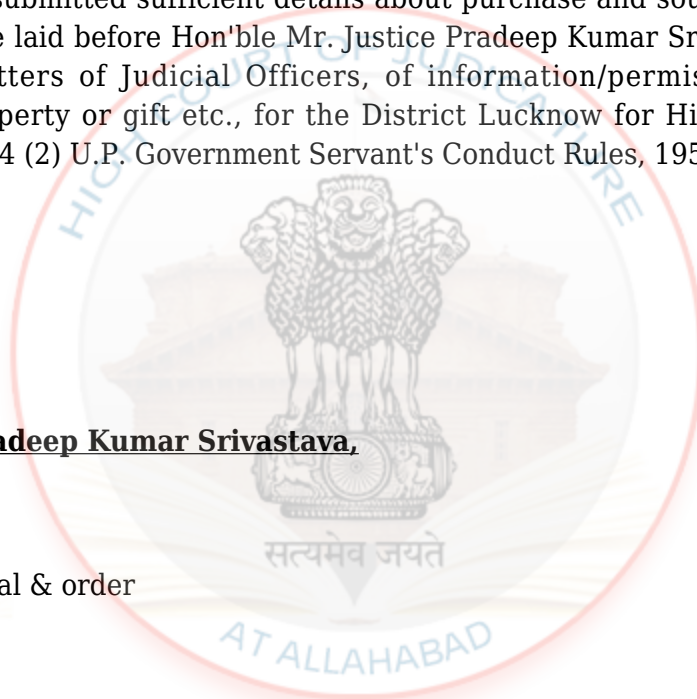 submitted sufficient details about purchase and
e laid before Hon'ble Mr. Justice Pradeep Kumar Sr
tters of Judicial Officers, of information/permis
perty or gift etc., for the District Lucknow for Hi
4 (2) U.P. Government Servant's Conduct Rules, 195
HIGH COURT OF JUDICATURE
adeep Kumar Srivastava,
सत्यमेव जयते
al & order
AT ALLAHABAD